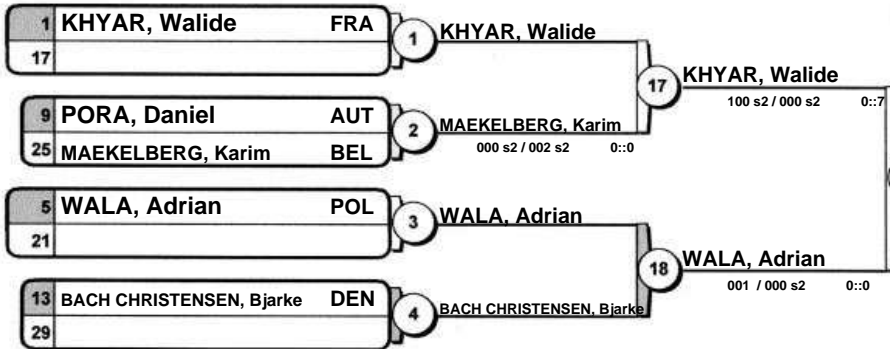 1 KHYAR, Walide FRA
17
9 PORA, Daniel AUT
25 MAEKELBERG, Karim BEL
5 WALA, Adrian POL
21
13 BACH CHRISTENSEN, Bjarke DEN
29
1 KHYAR, Walide
2 MAEKELBERG, Karim
000 s2 / 002 s2 0::0
3 WALA, Adrian
4 BACH CHRISTENSEN, Bjarke
17 KHYAR, Walide
100 s2 / 000 s2 0::7
18 WALA, Adrian
001 / 000 s2 0::0